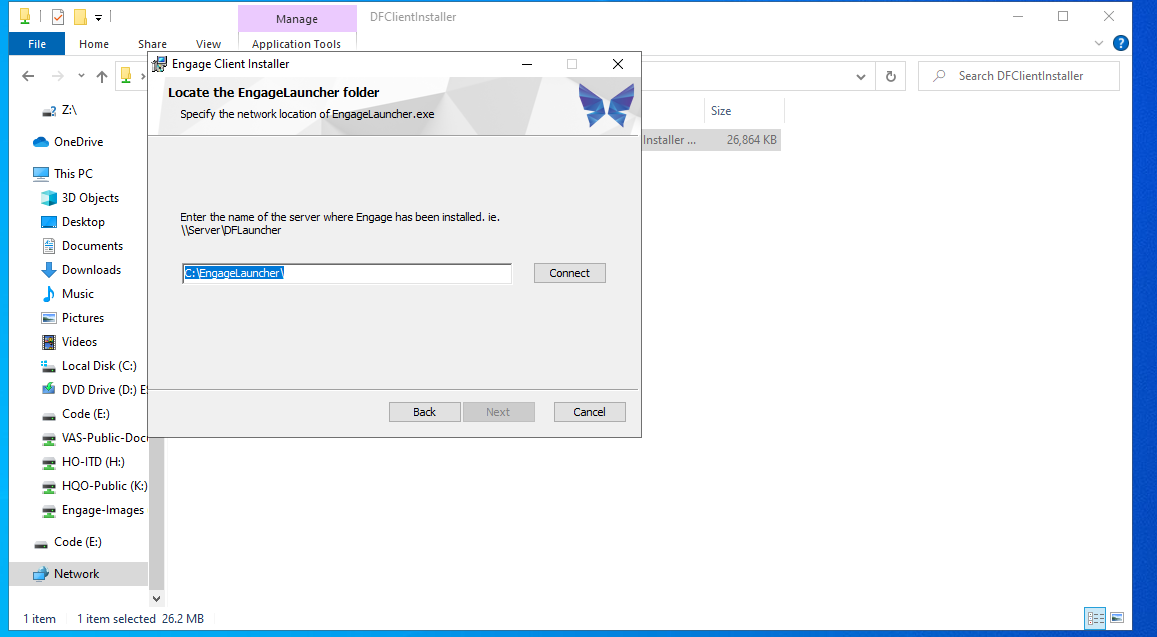 Manage
DFClientInstaller
File
Home
Share
View
Application Tools
Search DFClientInstaller
Engage Client Installer
Locate the EngageLauncher folder
Specify the network location of EngageLauncher.exe
Enter the name of the server where Engage has been installed. ie.
\\Server\DFLauncher
C:\EngageLauncher\
Connect
Back
Next
Cancel
Size
Installer ...
26,864 KB
Z:\
OneDrive
This PC
3D Objects
Desktop
Documents
Downloads
Music
Pictures
Videos
Local Disk (C:)
DVD Drive (D:) E
Code (E:)
VAS-Public-Doc
HO-ITD (H:)
HQO-Public (K:)
Engage-Images
Code (E:)
Network
1 item
1 item selected 26.2 MB